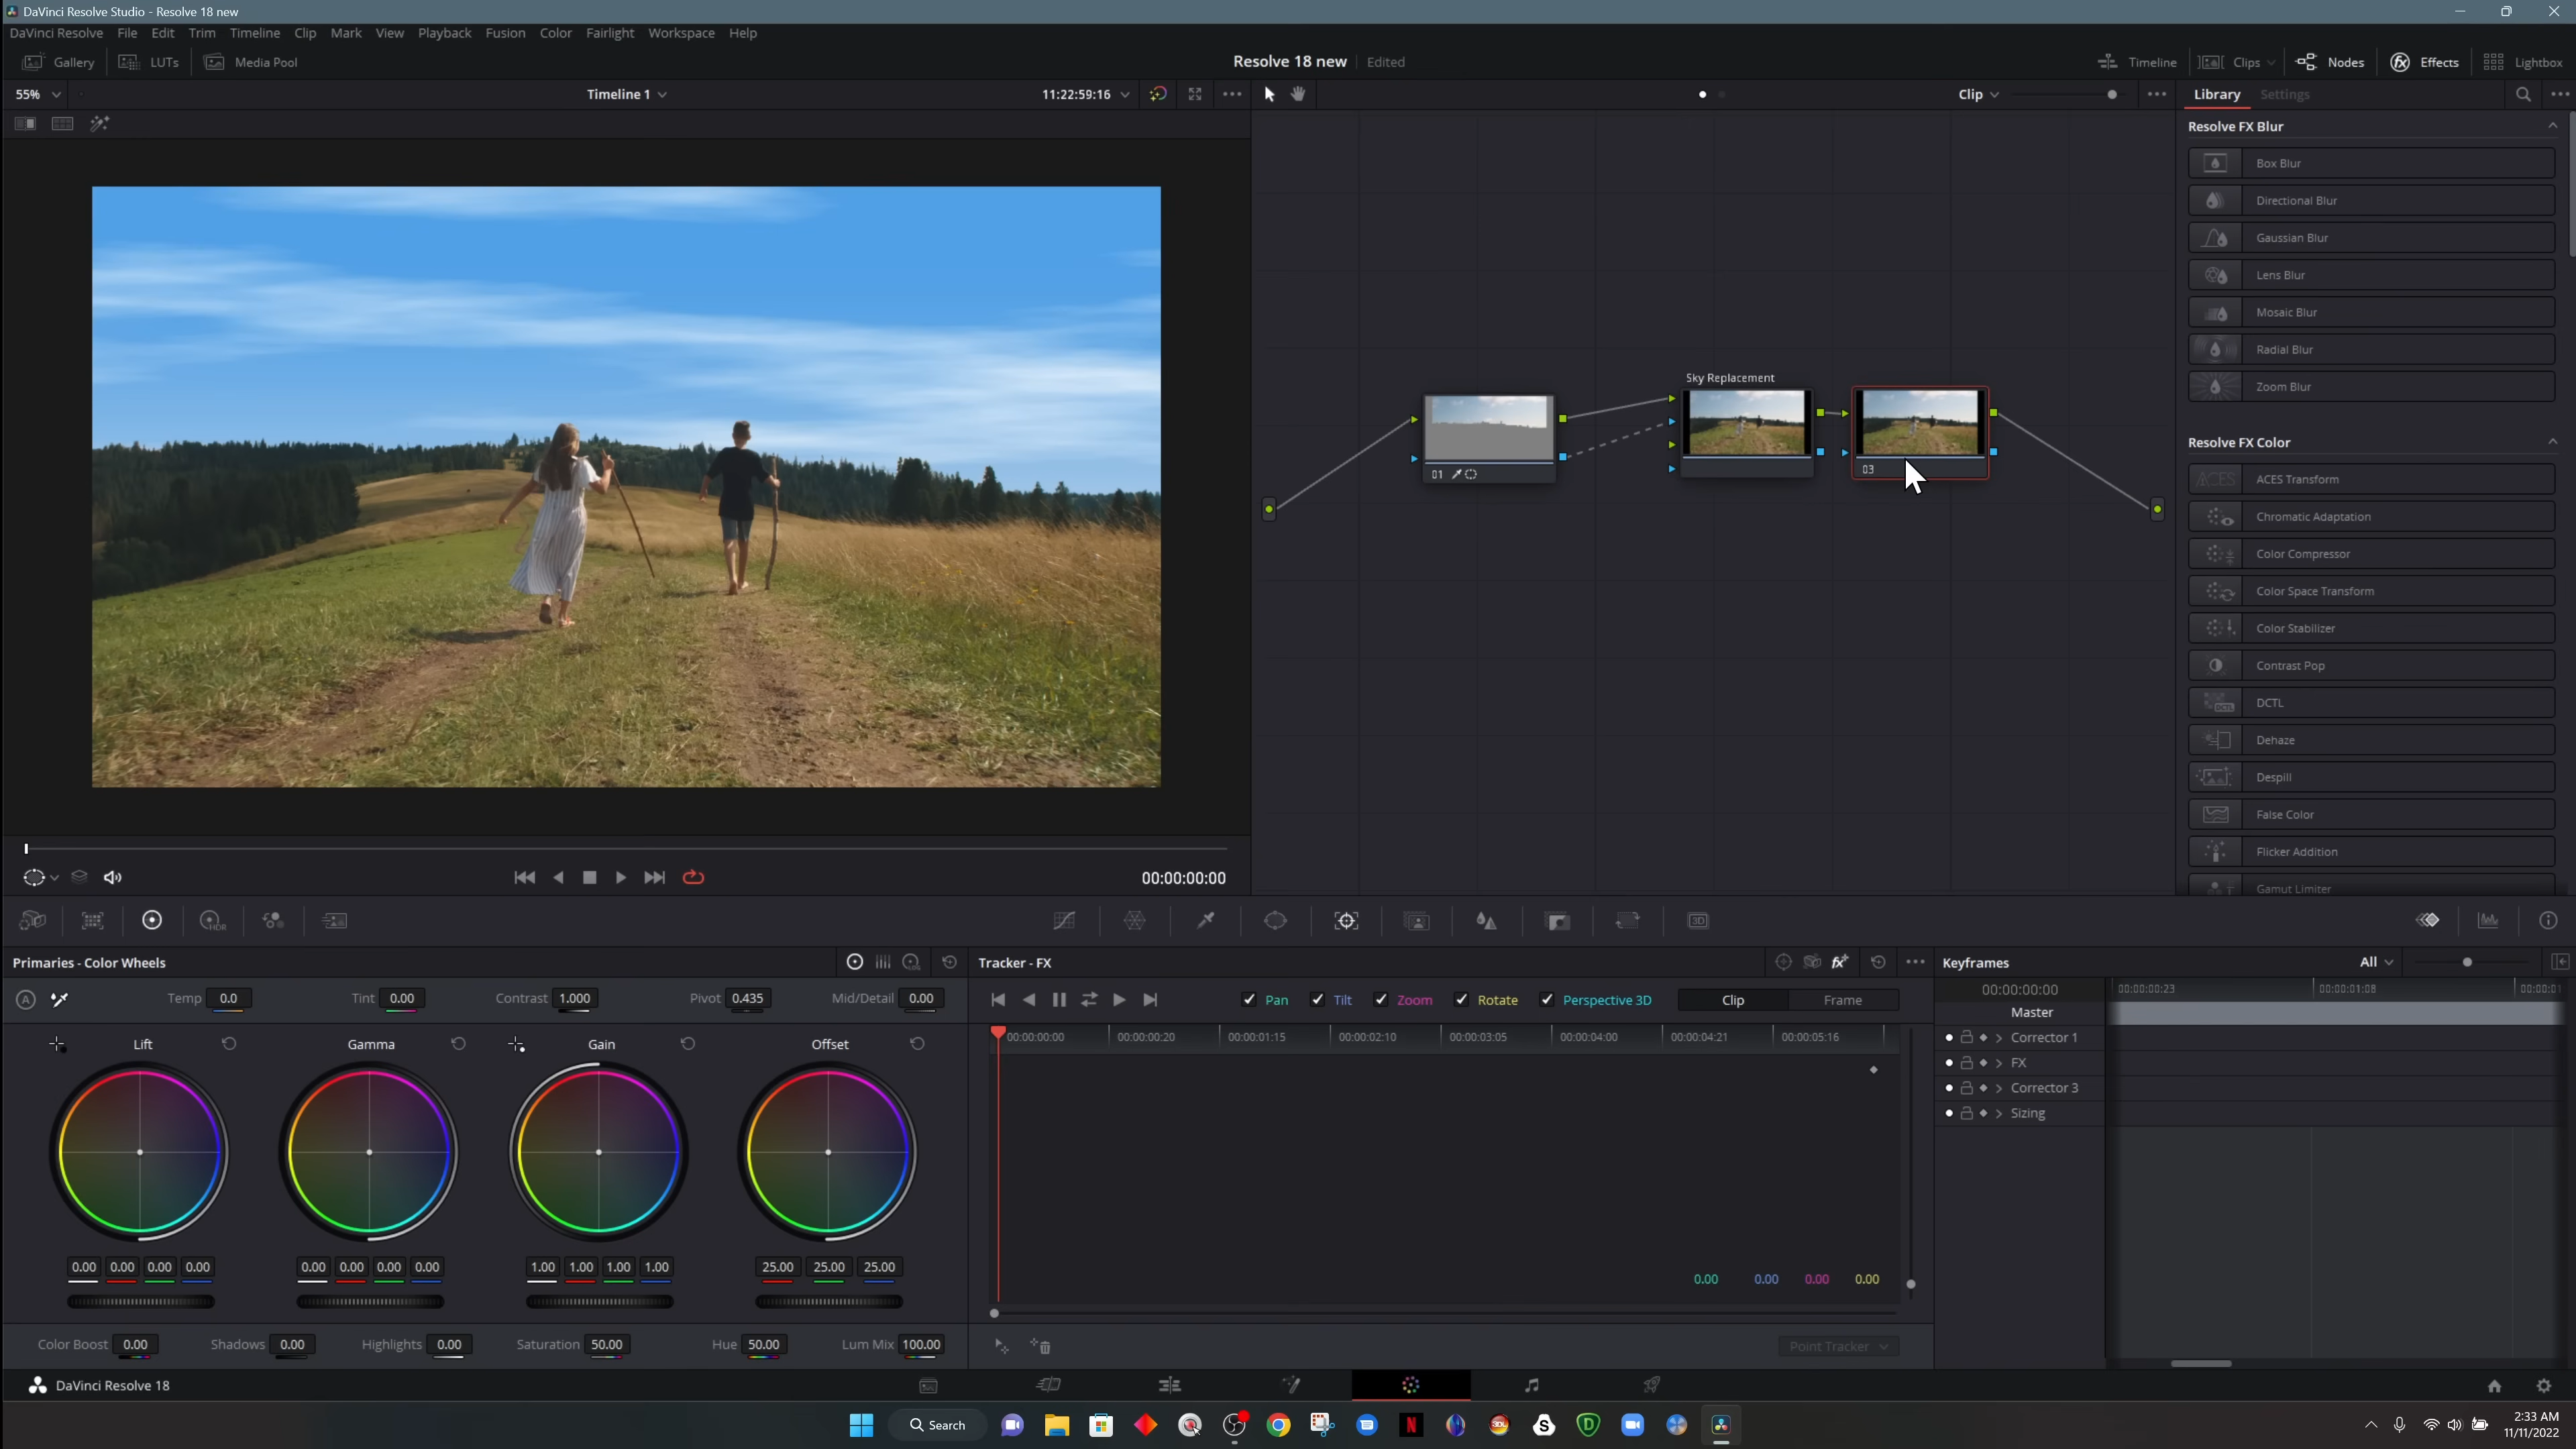 DaVinci Resolve Studio - Resolve 18 new
DaVinci Resolve File Edit Trim Timeline Clip Mark View Playback Fusion Color Fairlight Workspace Help
Gallery LUTs Media Pool Resolve 18 new Edited Timeline Clips Nodes fx Effects Lightbox
55% Timeline 1 11:22:59:16 Clip Library Settings
Resolve FX Blur
Box Blur
Directional Blur
Gaussian Blur
Lens Blur
Mosaic Blur
Radial Blur
Zoom Blur
Sky Replacement
01
03
Resolve FX Color
ACES ACES Transform
Chromatic Adaptation
Color Compressor
Color Space Transform
Color Stabilizer
Contrast Pop
DCTL DCTL
Dehaze
Despill
False Color
Flicker Addition
Gamut Limiter
00:00:00:00
HDR 3D
Primaries - Color Wheels Tracker - FX fx Keyframes All
A Temp 0.0 Tint 0.00 Contrast 1.000 Pivot 0.435 Mid/Detail 0.00
Pan Tilt Zoom Rotate Perspective 3D Clip Frame
00:00:00:00 00:00:00:23 00:00:01:08 00:00:01
Master
Lift Gamma Gain Offset
00:00:00:00 00:00:00:20 00:00:01:15 00:00:02:10 00:00:03:05 00:00:04:00 00:00:04:21 00:00:05:16
Corrector 1
FX
Corrector 3
Sizing
0.00 0.00 0.00 0.00 0.00 0.00 0.00 0.00 1.00 1.00 1.00 1.00 25.00 25.00 25.00
0.00 0.00 0.00 0.00
Color Boost 0.00 Shadows 0.00 Highlights 0.00 Saturation 50.00 Hue 50.00 Lum Mix 100.00
Point Tracker
DaVinci Resolve 18
Search
2:33 AM
11/11/2022